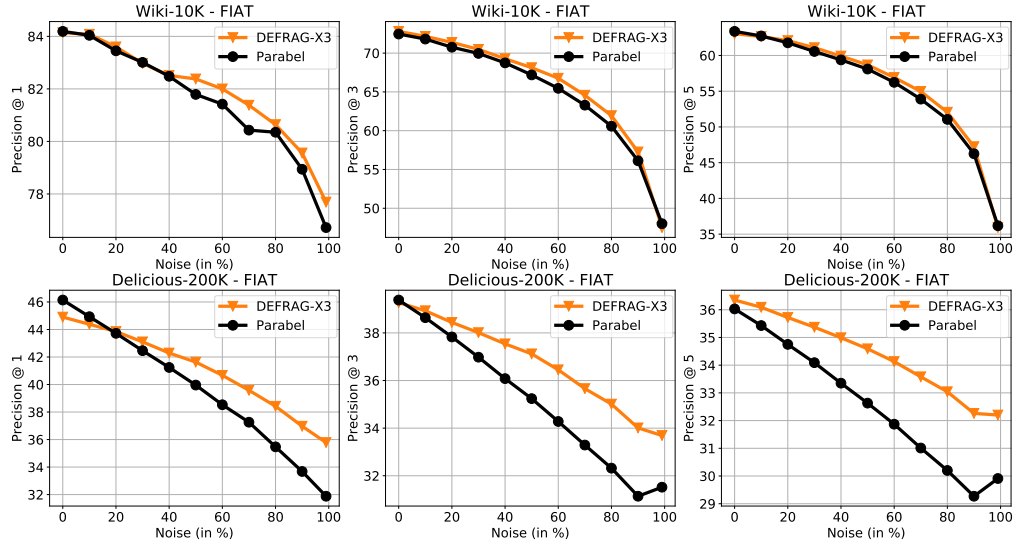 Wiki-10K - FIAT
84
82
80
78
Precision @ 1
0
20
40
60
80
100
Noise (in %)
DEFRAG-X3
Parabel
Wiki-10K - FIAT
70
65
60
55
50
Precision @ 3
0
20
40
60
80
100
Noise (in %)
DEFRAG-X3
Parabel
Wiki-10K - FIAT
60
55
50
45
40
35
Precision @ 5
0
20
40
60
80
100
Noise (in %)
DEFRAG-X3
Parabel
Delicious-200K - FIAT
46
44
42
40
38
36
34
32
Precision @ 1
0
20
40
60
80
100
Noise (in %)
DEFRAG-X3
Parabel
Delicious-200K - FIAT
38
36
34
32
Precision @ 3
0
20
40
60
80
100
Noise (in %)
DEFRAG-X3
Parabel
Delicious-200K - FIAT
36
35
34
33
32
31
30
29
Precision @ 5
0
20
40
60
80
100
Noise (in %)
DEFRAG-X3
Parabel